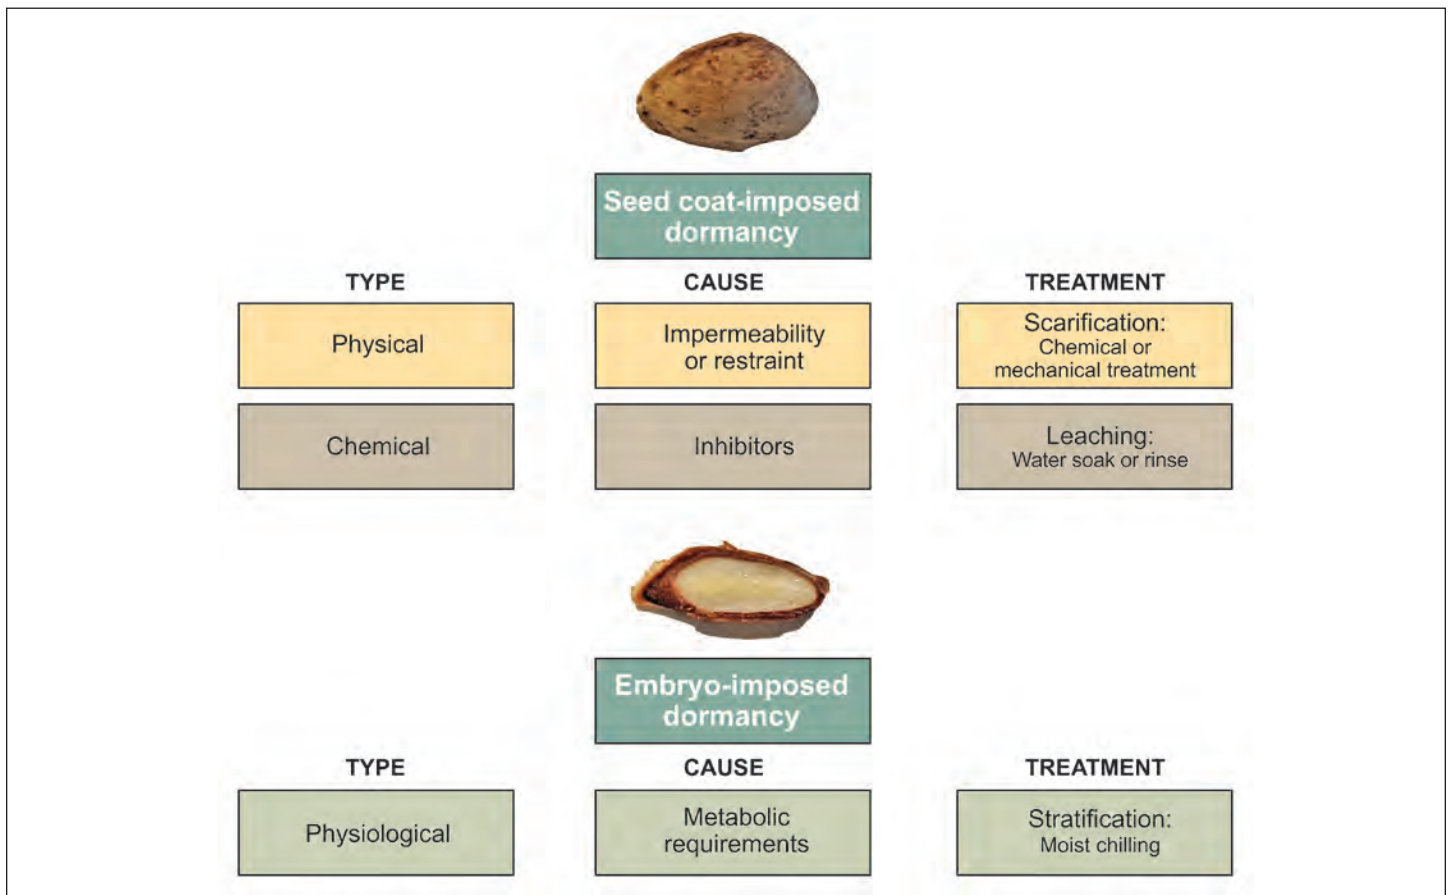 Seed coat-imposed
dormancy
TYPE
CAUSE
TREATMENT
Physical
Impermeability
or restraint
Scarification:
Chemical or
mechanical treatment
Chemical
Inhibitors
Leaching:
Water soak or rinse
Embryo-imposed
dormancy
TYPE
CAUSE
TREATMENT
Physiological
Metabolic
requirements
Stratification:
Moist chilling